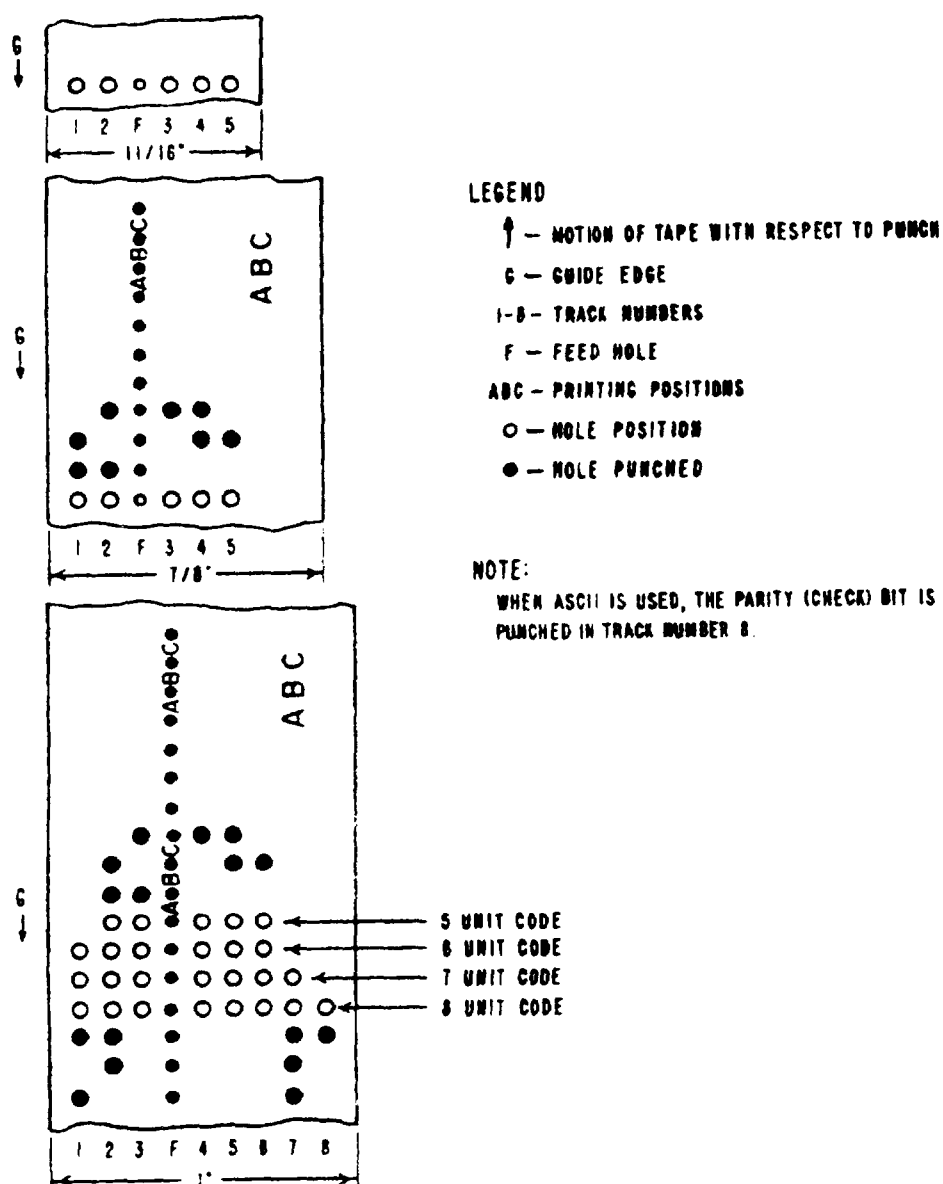 G
1 2 F 3 4 5
11/16"
ABC
ABC
G
1 2 F 3 4 5
7/8"
LEGEND
↑ — MOTION OF TAPE WITH RESPECT TO PUNCH
G — GUIDE EDGE
1-8 — TRACK NUMBERS
F — FEED HOLE
ABC — PRINTING POSITIONS
○ — HOLE POSITION
● — HOLE PUNCHED
NOTE:
WHEN ASCII IS USED, THE PARITY (CHECK) BIT IS
PUNCHED IN TRACK NUMBER 8.
ABC
ABC
ABC
G
5 UNIT CODE
6 UNIT CODE
7 UNIT CODE
8 UNIT CODE
1 2 3 F 4 5 6 7 8
1"